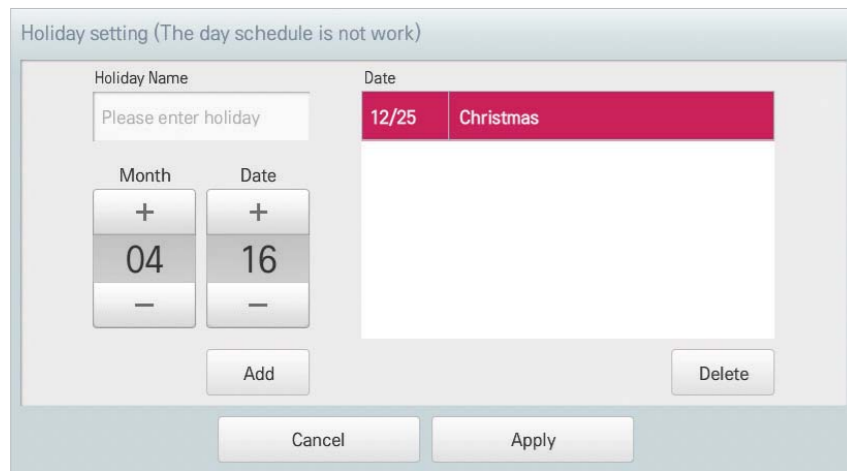 Holiday setting (The day schedule is not work)
Holiday Name
Please enter holiday
Month
Date
+
+
04
16
−
−
Add
Date
12/25
Christmas
Delete
Cancel
Apply